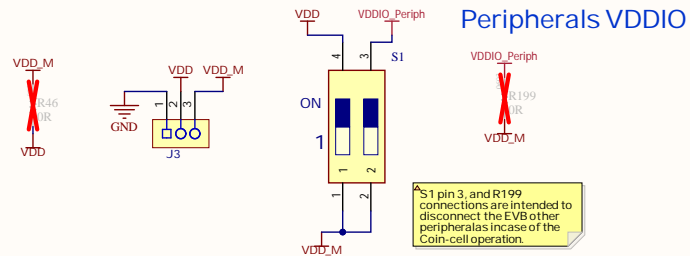 Peripherals VDDIO
VDD
VDDIO_Periph
4
3
S1
ON
1
1
2
1
2
VDD_M
VDD_M
R46
0R
VDD
VDD
VDD_M
1
2
3
GND
J3
VDDIO_Periph
R199
0R
VDD_M
S1 pin 3, and R199
connections are intended to
disconnect the EVB other
peripheralas incase of the
Coin-cell operation.